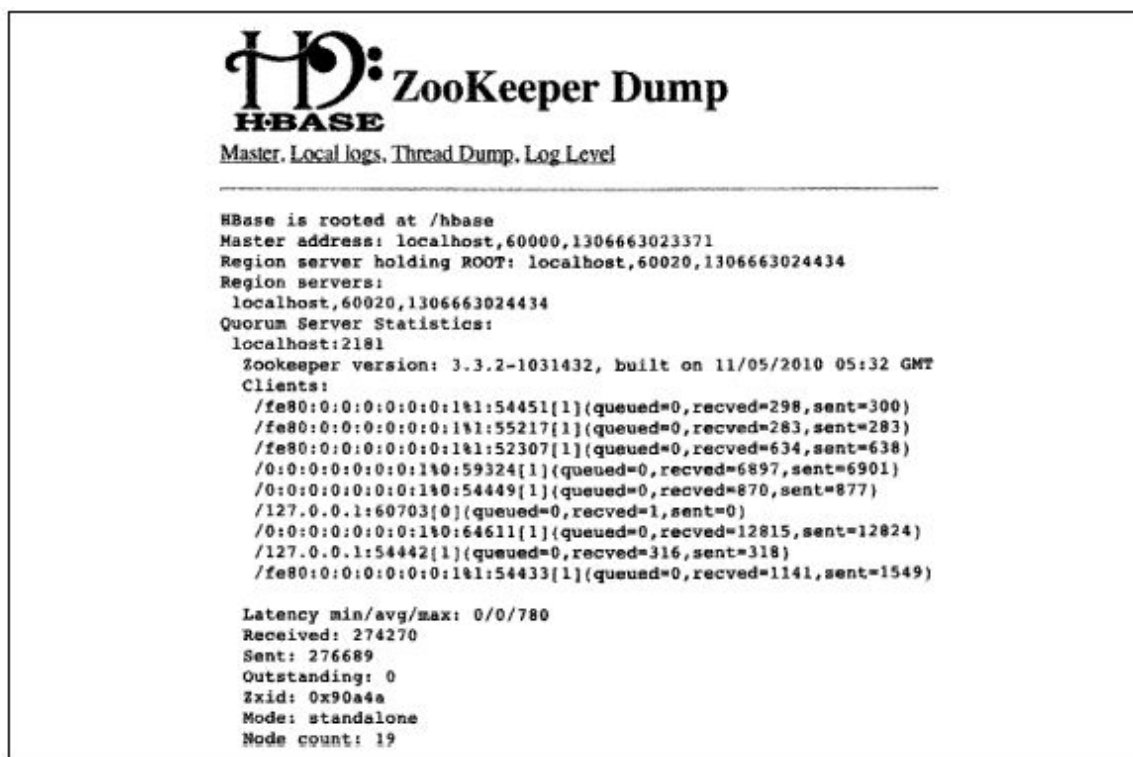 H·BASE
ZooKeeper Dump
Master, Local logs, Thread Dump, Log Level
HBase is rooted at /hbase
Master address: localhost,60000,1306663023371
Region server holding ROOT: localhost,60020,1306663024434
Region servers:
localhost,60020,1306663024434
Quorum Server Statistics:
localhost:2181
Zookeeper version: 3.3.2-1031432, built on 11/05/2010 05:32 GMT
Clients:
/fe80:0:0:0:0:0:0:1%1:54451[1](queued=0,recved=298,sent=300)
/fe80:0:0:0:0:0:0:1%1:55217[1](queued=0,recved=283,sent=283)
/fe80:0:0:0:0:0:0:1%1:52307[1](queued=0,recved=634,sent=638)
/0:0:0:0:0:0:0:1%0:59324[1](queued=0,recved=6897,sent=6901)
/0:0:0:0:0:0:0:1%0:54449[1](queued=0,recved=870,sent=877)
/127.0.0.1:60703[0](queued=0,recved=1,sent=0)
/0:0:0:0:0:0:0:1%0:64611[1](queued=0,recved=12815,sent=12824)
/127.0.0.1:54442[1](queued=0,recved=316,sent=318)
/fe80:0:0:0:0:0:0:1%1:54433[1](queued=0,recved=1141,sent=1549)
Latency min/avg/max: 0/0/780
Received: 274270
Sent: 276689
Outstanding: 0
Zxid: 0x90a4a
Mode: standalone
Node count: 19